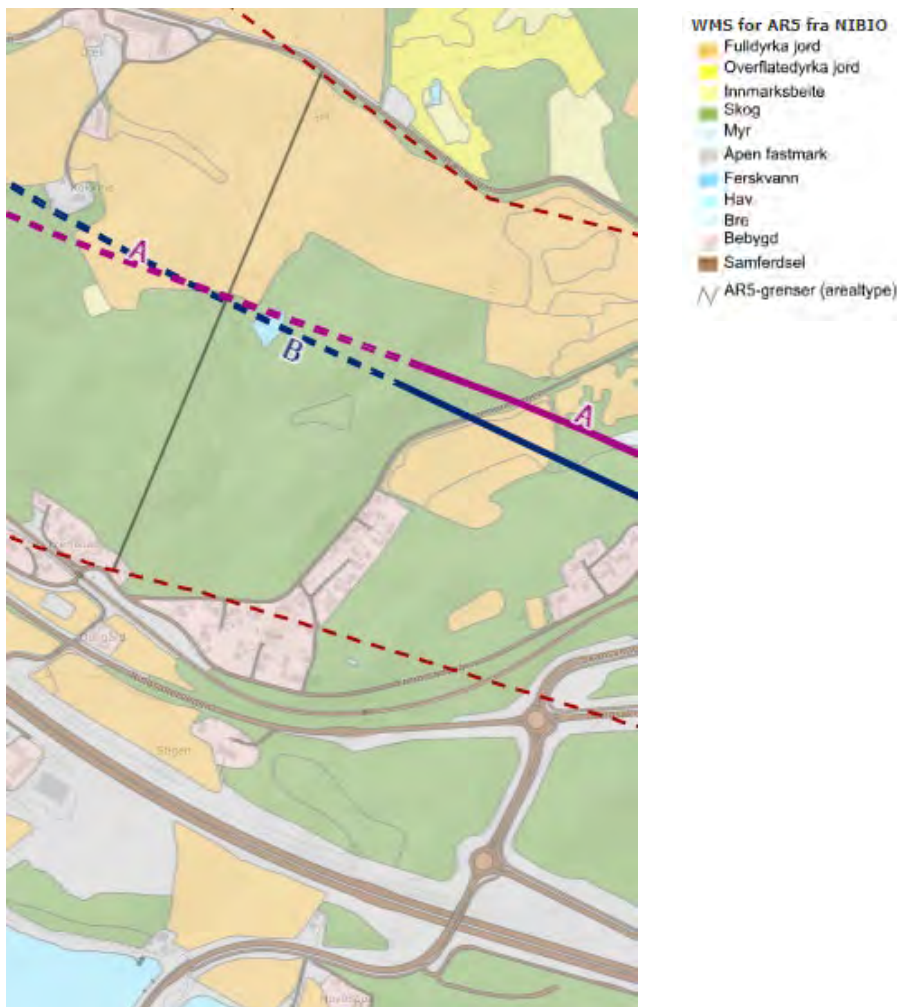 WMS for AR5 fra NIBIO
Fulldyrka jord
Overflatedyrka jord
Innmarksbeite
Skog
Myr
Åpen fastmark
Ferskvann
Hav
Bre
Bebygd
Samferdsel
AR5-grenser (arealtype)
A
B
A
Stigen